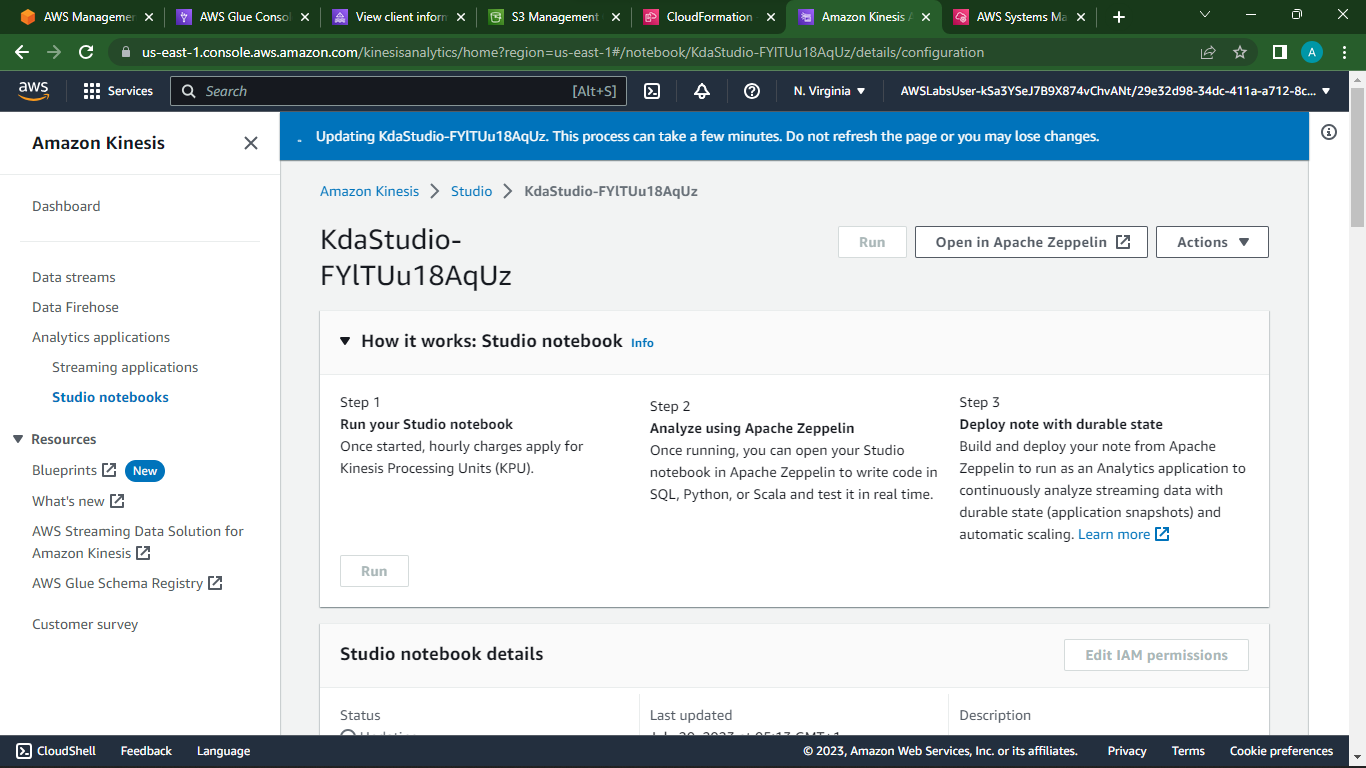 AWS Managemer
AWS Glue Consol
View client inforn
S3 Management
CloudFormation
Amazon Kinesis A
AWS Systems Ma
us-east-1.console.aws.amazon.com/kinesisanalytics/home?region=us-east-1#/notebook/KdaStudio-FYlTUu18AqUz/details/configuration
A
aws
Services
Search
[Alt+S]
N. Virginia
AWSLabsUser-kSa3YSeJ7B9X874vChvANt/29e32d98-34dc-411a-a712-8c...
Amazon Kinesis
Dashboard
Data streams
Data Firehose
Analytics applications
Streaming applications
Studio notebooks
Resources
Blueprints New
What's new
AWS Streaming Data Solution for
Amazon Kinesis
AWS Glue Schema Registry
Customer survey
Updating KdaStudio-FYlTUu18AqUz. This process can take a few minutes. Do not refresh the page or you may lose changes.
Amazon Kinesis
Studio
KdaStudio-FYlTUu18AqUz
KdaStudio-
FYlTUu18AqUz
Run
Open in Apache Zeppelin
Actions
How it works: Studio notebook Info
Step 1
Run your Studio notebook
Once started, hourly charges apply for
Kinesis Processing Units (KPU).
Run
Step 2
Analyze using Apache Zeppelin
Once running, you can open your Studio
notebook in Apache Zeppelin to write code in
SQL, Python, or Scala and test it in real time.
Step 3
Deploy note with durable state
Build and deploy your note from Apache
Zeppelin to run as an Analytics application to
continuously analyze streaming data with
durable state (application snapshots) and
automatic scaling. Learn more
Studio notebook details
Edit IAM permissions
Status
Last updated
Description
CloudShell
Feedback
Language
© 2023, Amazon Web Services, Inc. or its affiliates.
Privacy
Terms
Cookie preferences